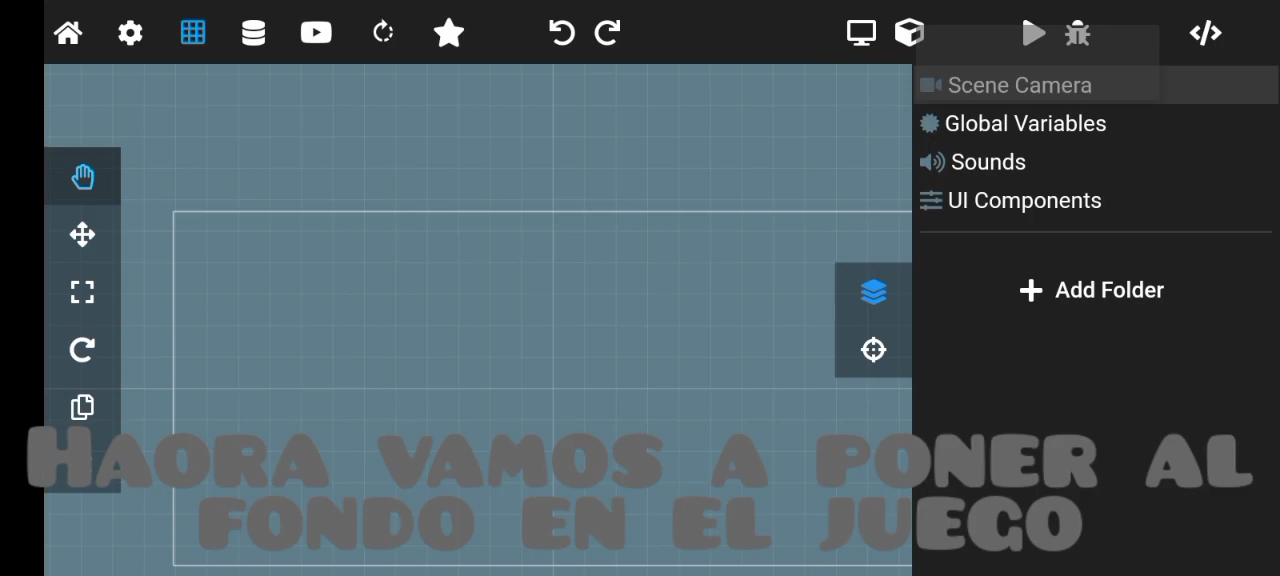 Scene Camera
Global Variables
Sounds
UI Components
Add Folder
HAORA VAMOS A PONER AL
FONDO EN EL JUEGO